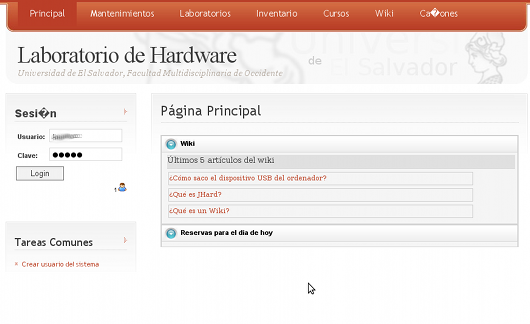 Principal Mantenimientos Laboratorios Inventario Cursos Wiki Ca�ones
Laboratorio de Hardware
Universidad de El Salvador, Facultad Multidisciplinaria de Occidente
Universidad
de El Salvador
Sesi�n
Usuario:
Clave:
Login
Tareas Comunes
Crear usuario del sistema
Página Principal
Wiki
Últimos 5 artículos del wiki
¿Cómo saco el dispositivo USB del ordenador?
¿Qué es JHard?
¿Qué es un Wiki?
Reservas para el dia de hoy